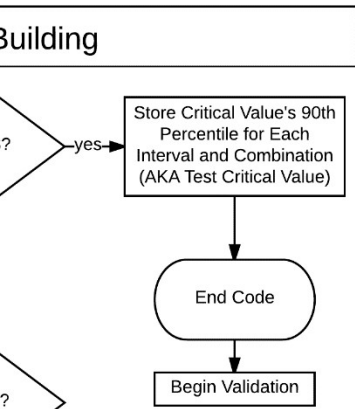 Building
?
yes
Store Critical Value's 90th
Percentile for Each
Interval and Combination
(AKA Test Critical Value)
End Code
Begin Validation
?